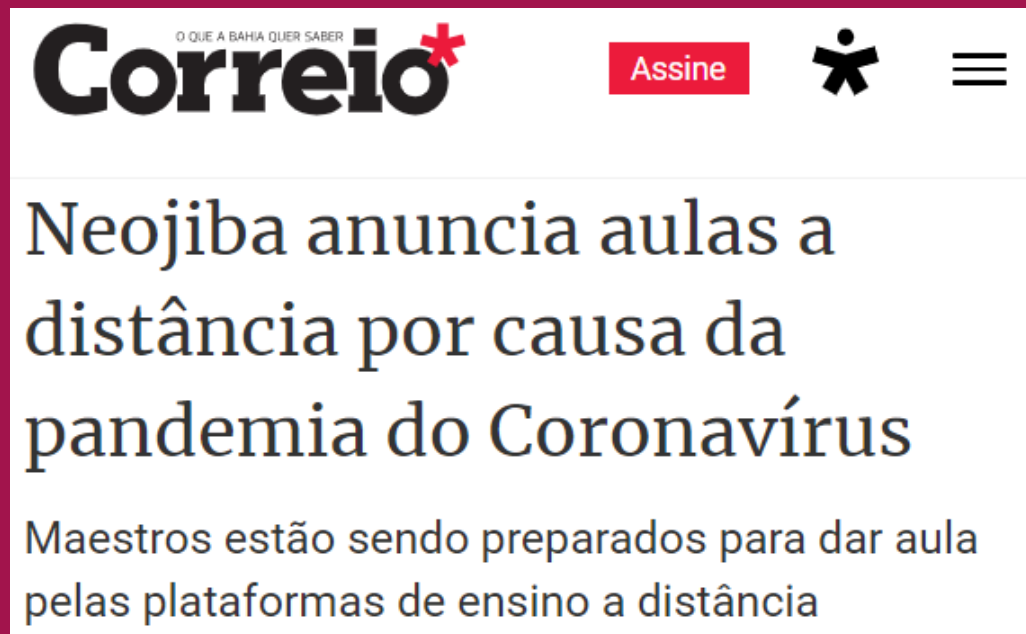 O QUE A BAHIA QUER SABER
Correio*
Assine
Neojiba anuncia aulas a
distância por causa da
pandemia do Coronavírus
Maestros estão sendo preparados para dar aula
pelas plataformas de ensino a distância